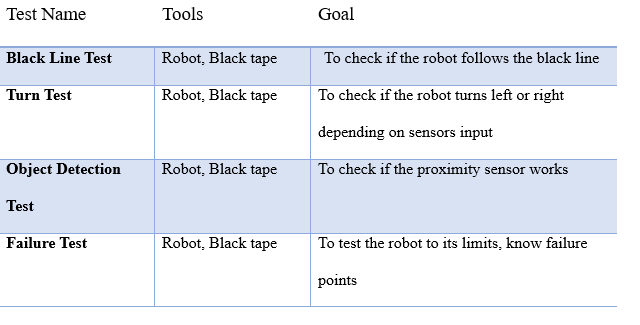 Test Name Tools Goal
Black Line Test Robot, Black tape To check if the robot follows the black line
Turn Test Robot, Black tape To check if the robot turns left or right
depending on sensors input
Object Detection Robot, Black tape To check if the proximity sensor works
Test
Failure Test Robot, Black tape To test the robot to its limits, know failure
points